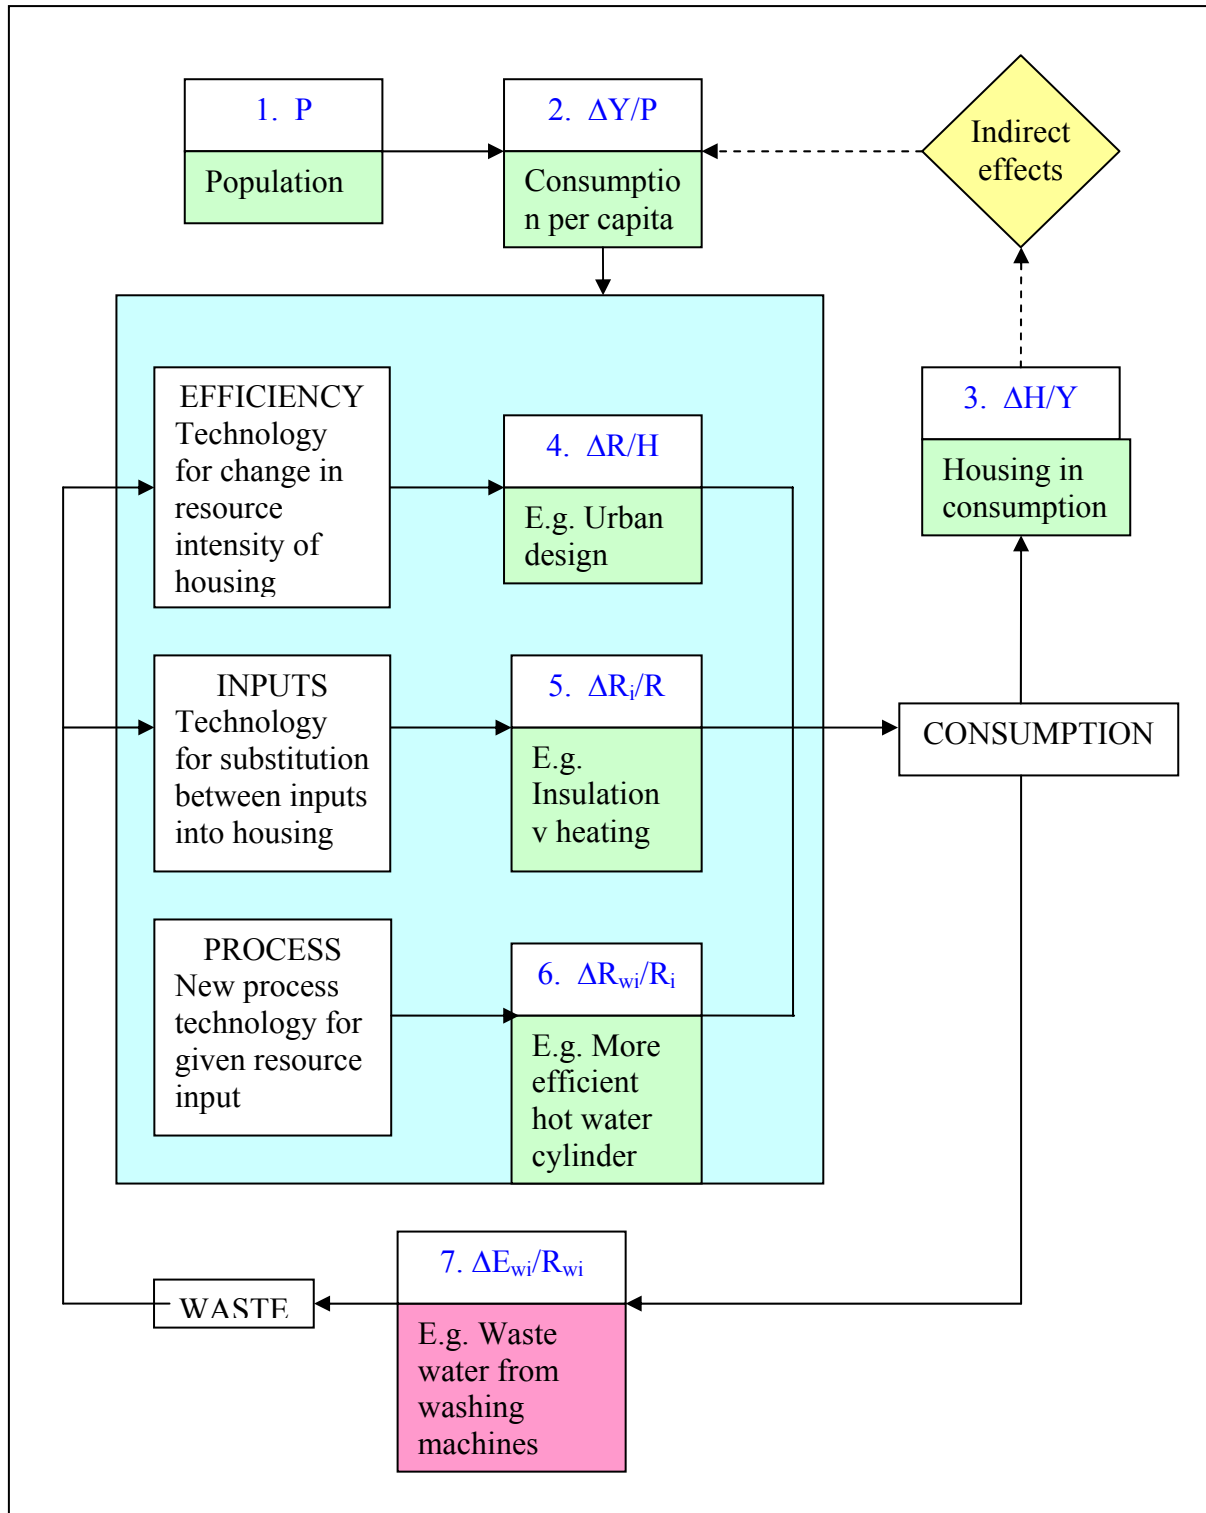 1. P
Population
2. ΔY/P
Consumptio
n per capita
Indirect
effects
3. ΔH/Y
Housing in
consumption
EFFICIENCY
Technology
for change in
resource
intensity of
housing
4. ΔR/H
E.g. Urban
design
INPUTS
Technology
for substitution
between inputs
into housing
5. ΔRi/R
E.g.
Insulation
v heating
CONSUMPTION
PROCESS
New process
technology for
given resource
input
6. ΔRwi/Ri
E.g. More
efficient
hot water
cylinder
7. ΔEwi/Rwi
E.g. Waste
water from
washing
machines
WASTE